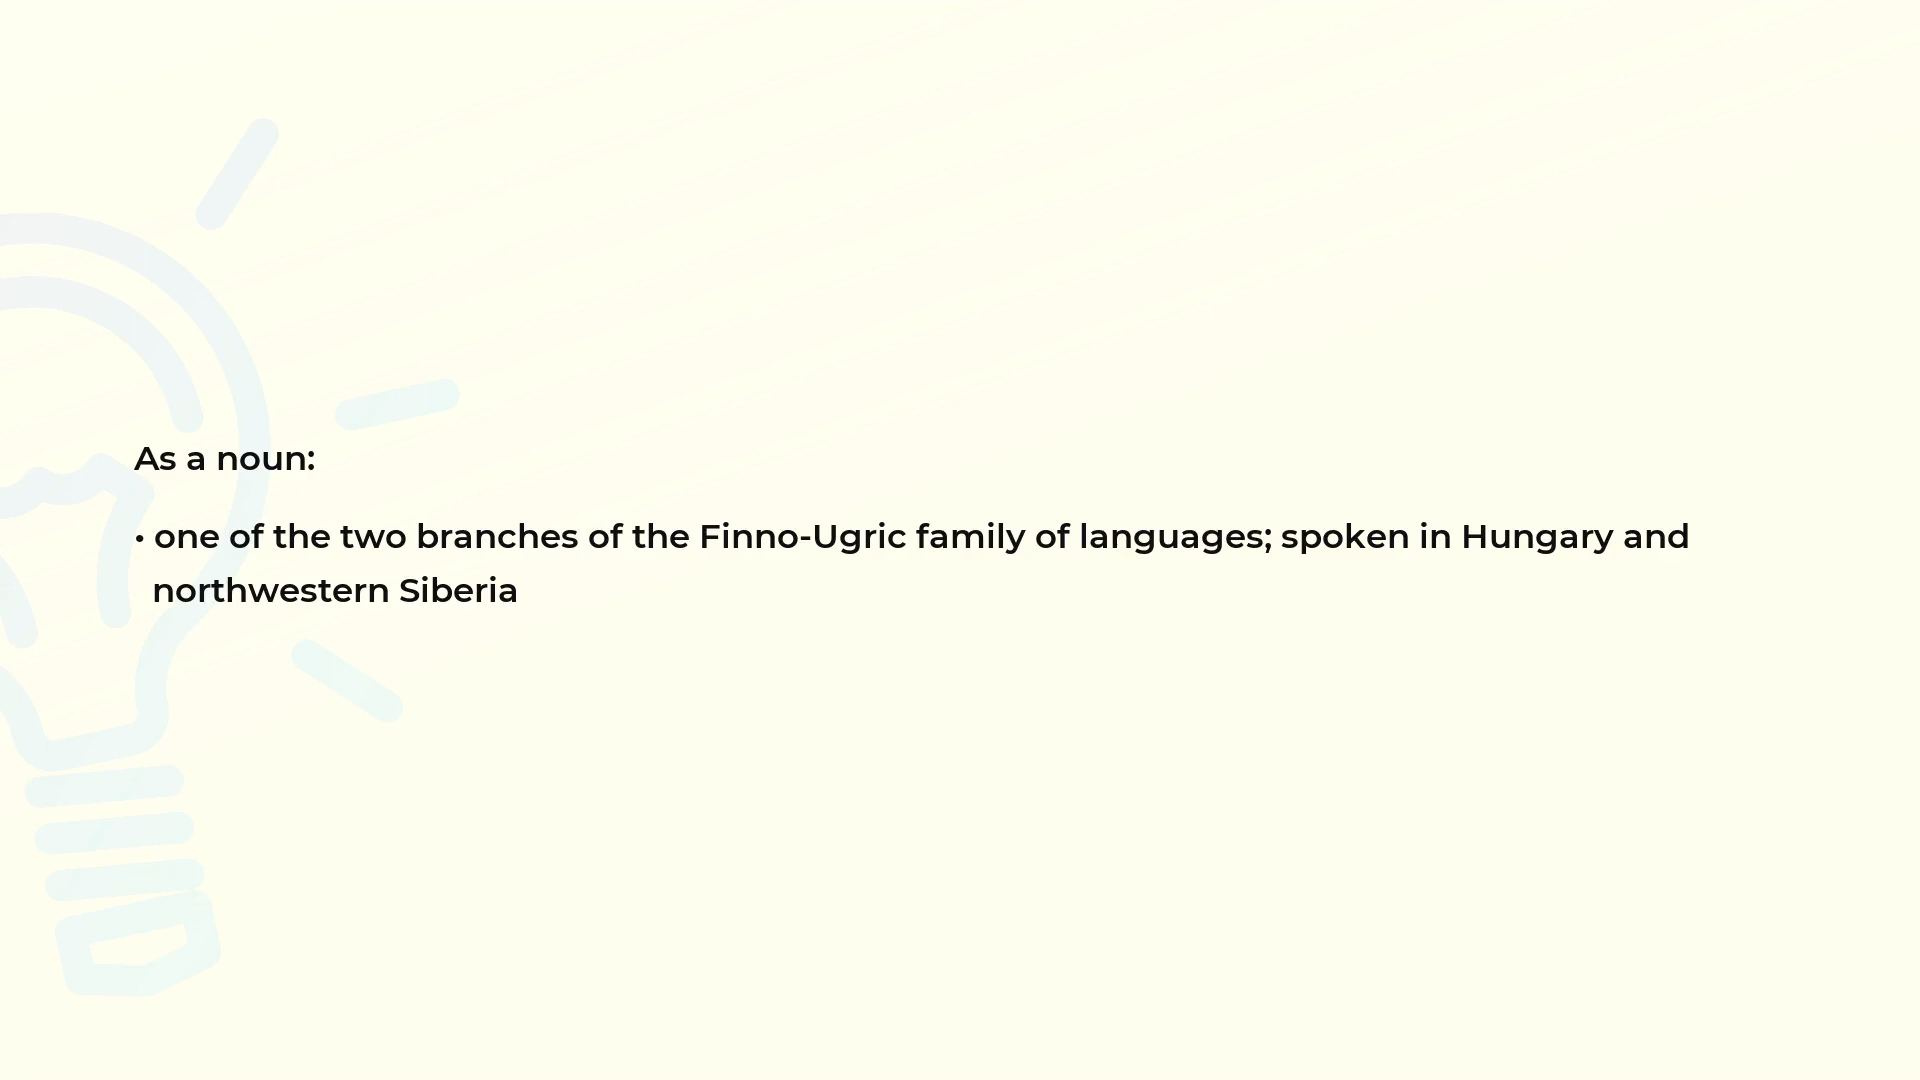 As a noun:
• one of the two branches of the Finno-Ugric family of languages; spoken in Hungary and
northwestern Siberia